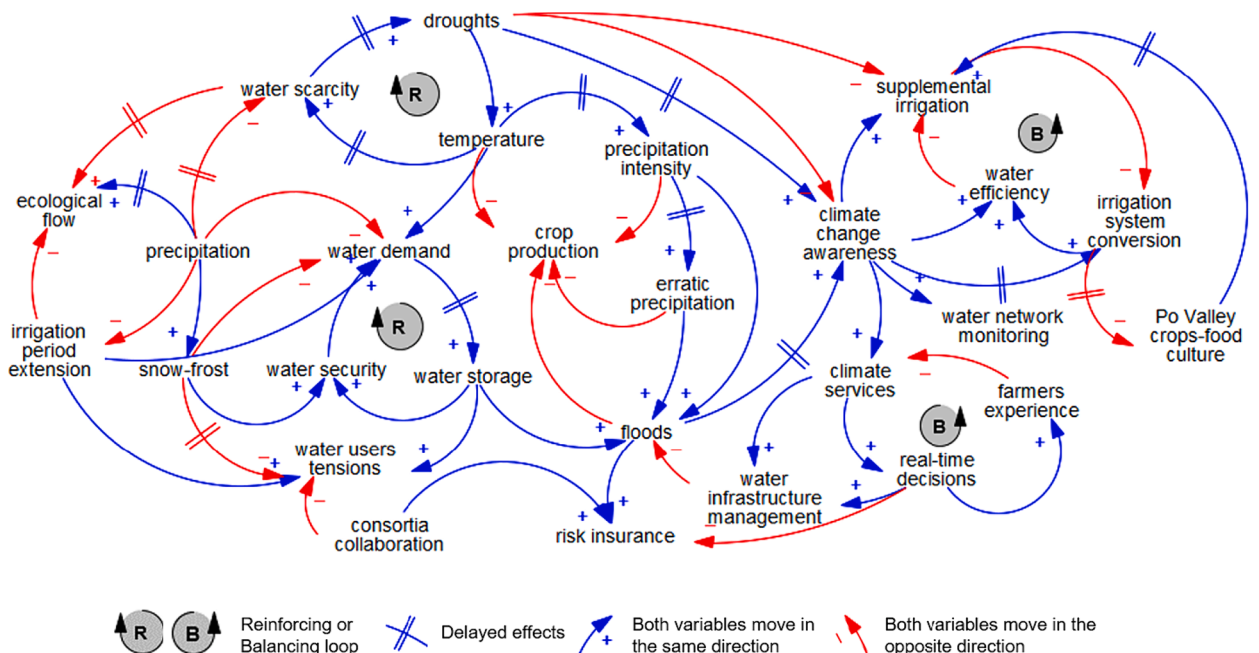 droughts
water scarcity
R
temperature
precipitation
intensity
supplemental
irrigation
B
water
efficiency
ecological
flow
precipitation
water demand
crop
production
climate
change
awareness
irrigation
system
conversion
erratic
precipitation
irrigation
period
extension
snow-frost
R
water security
water storage
water network
monitoring
Po Valley
crops-food
culture
climate
services
farmers
experience
B
floods
water users
tensions
real-time
decisions
water
infrastructure
management
consortia
collaboration
risk insurance
R
B
Reinforcing or
Balancing loop
Delayed effects
+
Both variables move in
the same direction
–
Both variables move in the
opposite direction